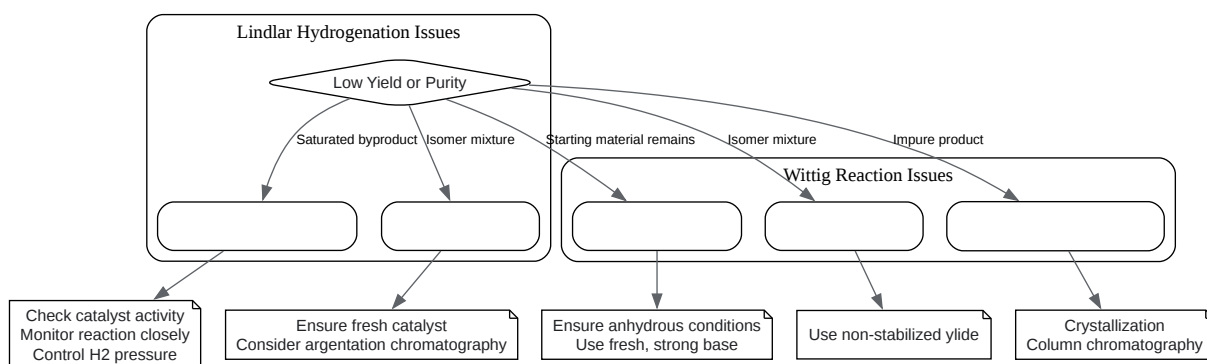 Lindlar Hydrogenation Issues
Low Yield or Purity
Saturated byproduct
Isomer mixture
Starting material remains
Isomer mixture
Impure product
Wittig Reaction Issues
Check catalyst activity
Monitor reaction closely
Control H2 pressure
Ensure fresh catalyst
Consider argentation chromatography
Ensure anhydrous conditions
Use fresh, strong base
Use non-stabilized ylide
Crystallization
Column chromatography